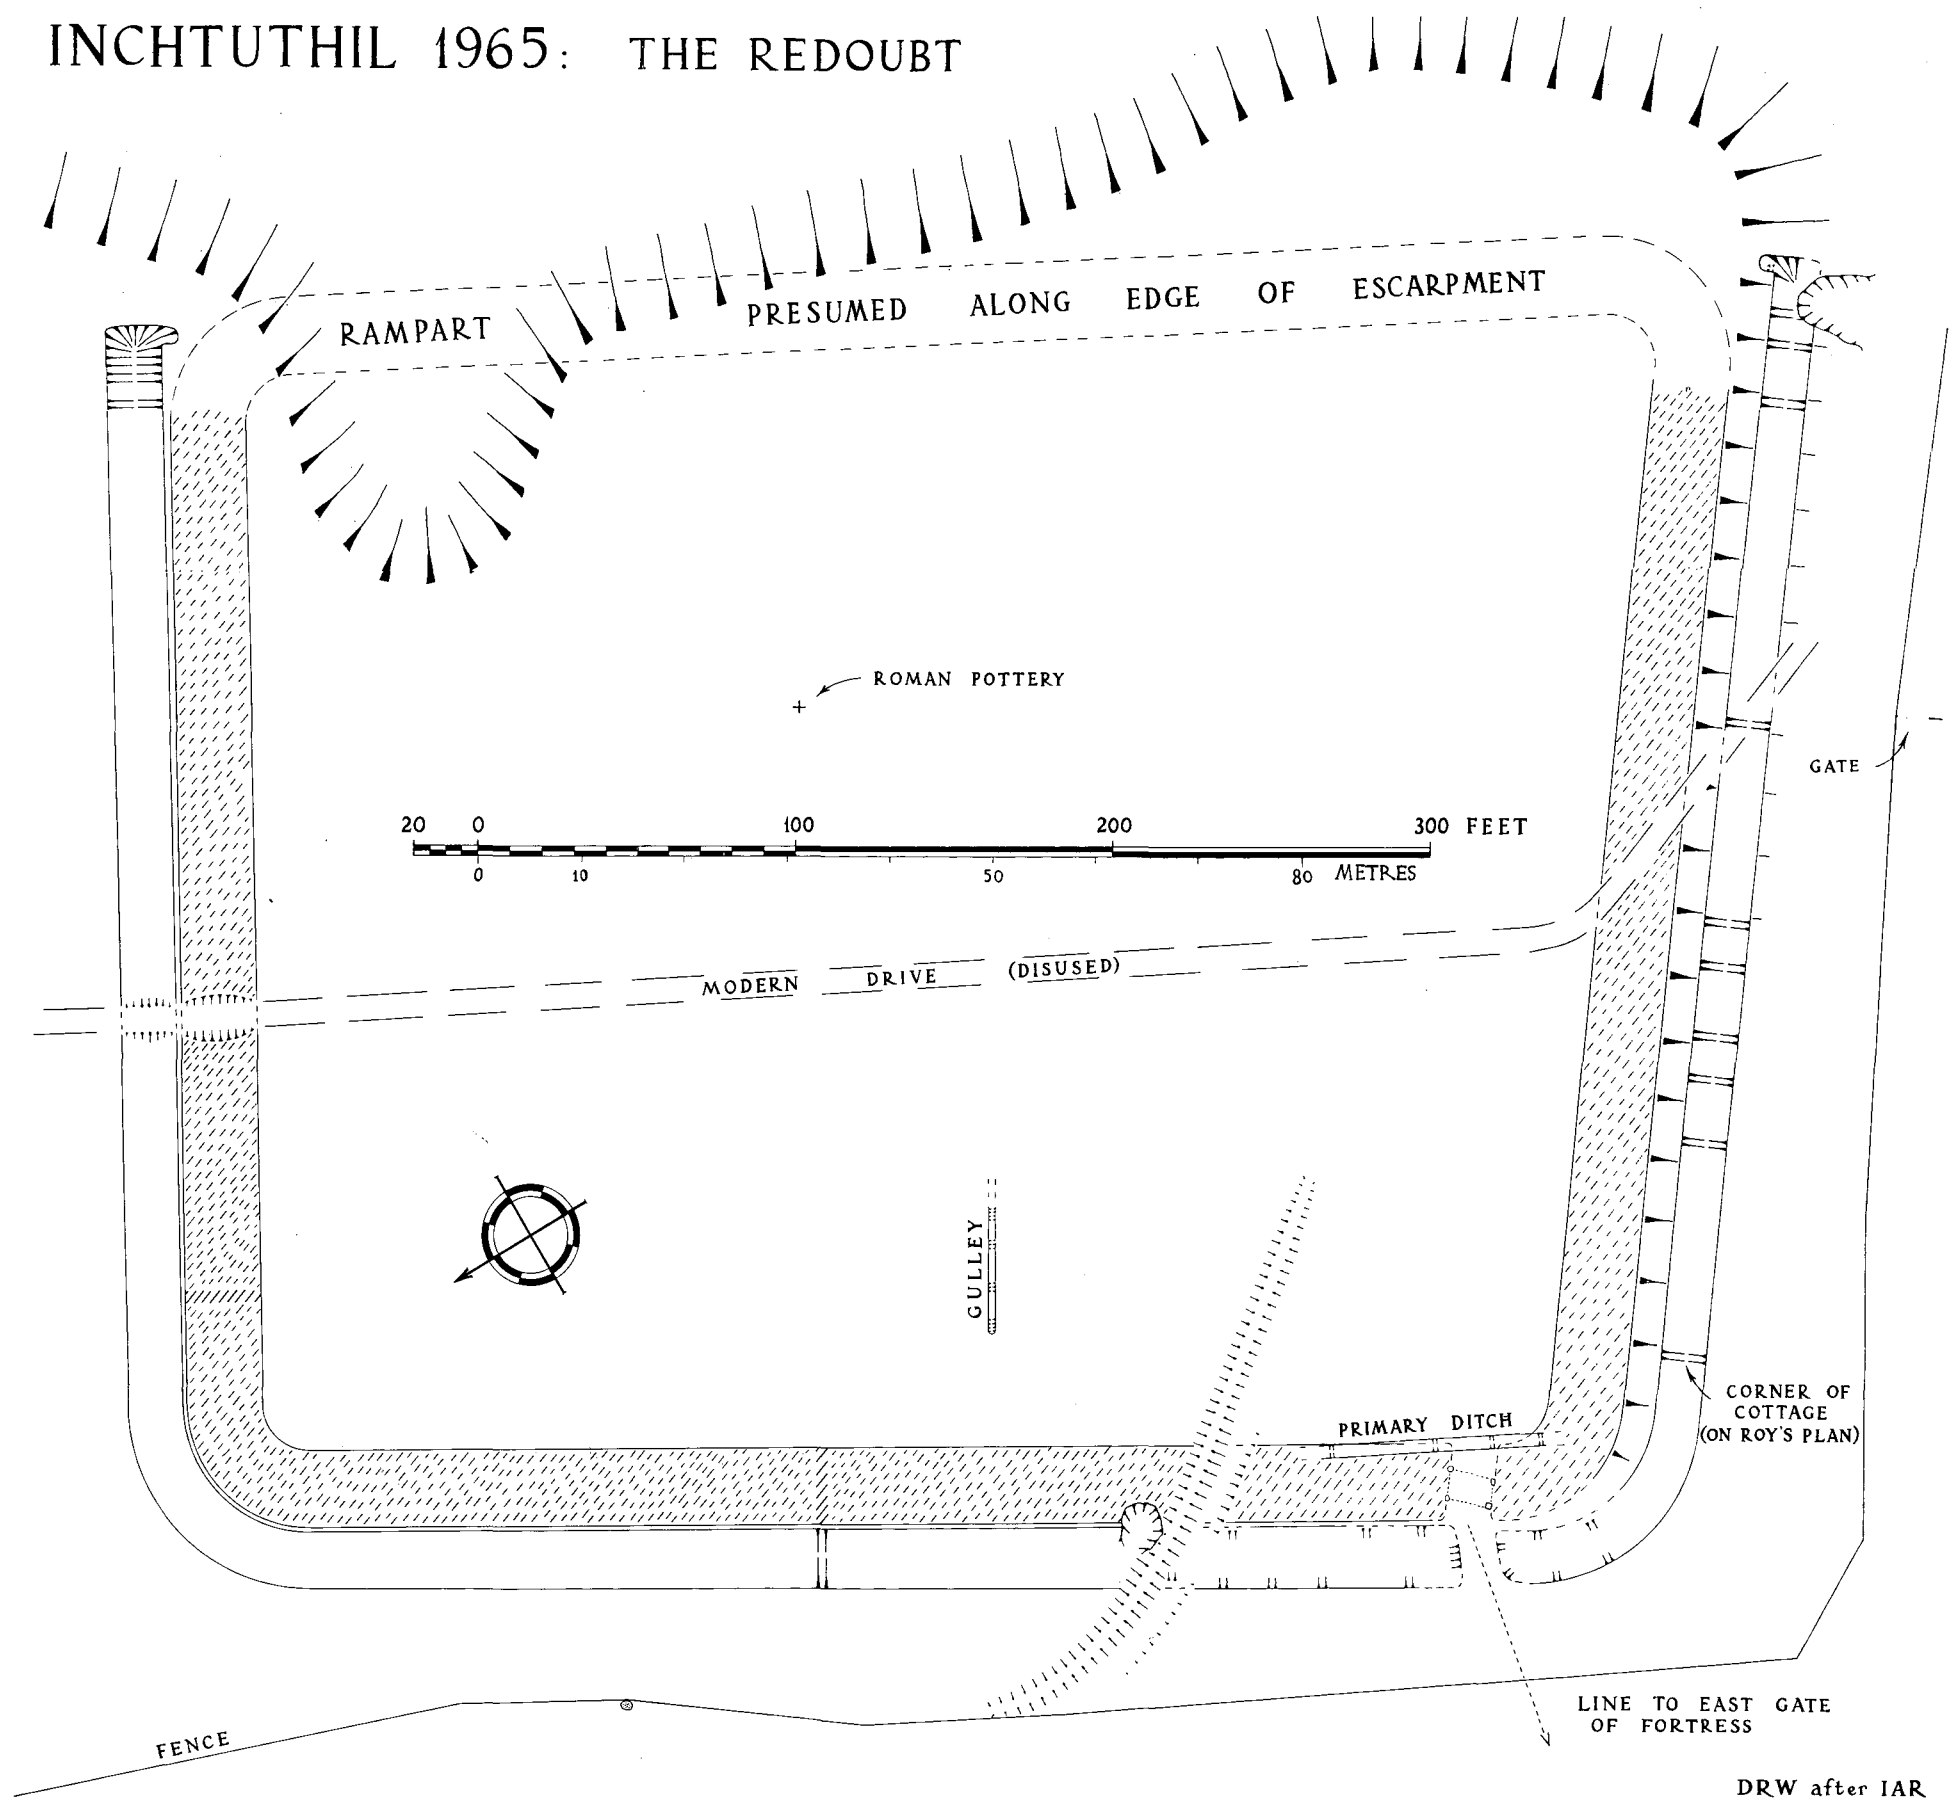 INCHTUTHIL 1965: THE REDOUBT
RAMPART PRESUMED ALONG EDGE OF ESCARPMENT
ROMAN POTTERY
GATE
20 0 100 200 300 FEET
0 10 50 80 METRES
MODERN DRIVE (DISUSED)
GULLEY
CORNER OF
COTTAGE
(ON ROY'S PLAN)
PRIMARY DITCH
LINE TO EAST GATE
OF FORTRESS
FENCE
DRW after IAR